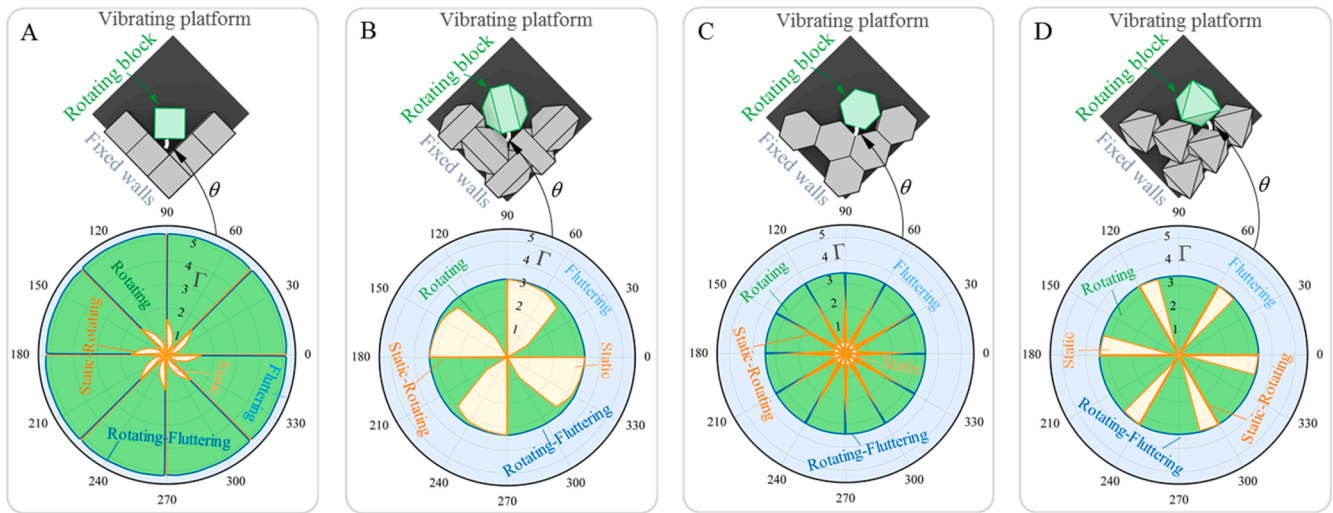 A
Vibrating platform
Rotating block
Fixed walls
θ
90
120
60
150
30
180
0
210
330
240
300
270
5
4
Γ
3
2
1
Rotating
Static-Rotating
Static
Fluttering
Rotating-Fluttering
B
Vibrating platform
Rotating block
Fixed walls
θ
90
120
60
150
30
180
0
210
330
240
300
270
5
4
Γ
3
2
1
Rotating
Fluttering
Static
Static-Rotating
Rotating-Fluttering
C
Vibrating platform
Rotating block
Fixed walls
θ
90
120
60
150
30
180
0
210
330
240
300
270
5
4
Γ
3
2
1
Rotating
Fluttering
Static
Static-Rotating
Rotating-Fluttering
D
Vibrating platform
Rotating block
Fixed walls
θ
90
120
60
150
30
180
0
210
330
240
300
270
5
4
Γ
3
2
1
Rotating
Fluttering
Static
Static-Rotating
Rotating-Fluttering